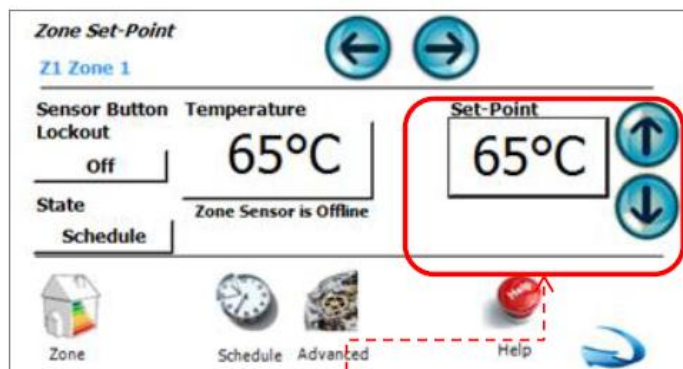 Zone Set-Point
Z1 Zone 1
Sensor Button Lockout
Off
Temperature
65°C
Zone Sensor is Offline
Set-Point
65°C
State
Schedule
Zone
Schedule
Advanced
Help
Help